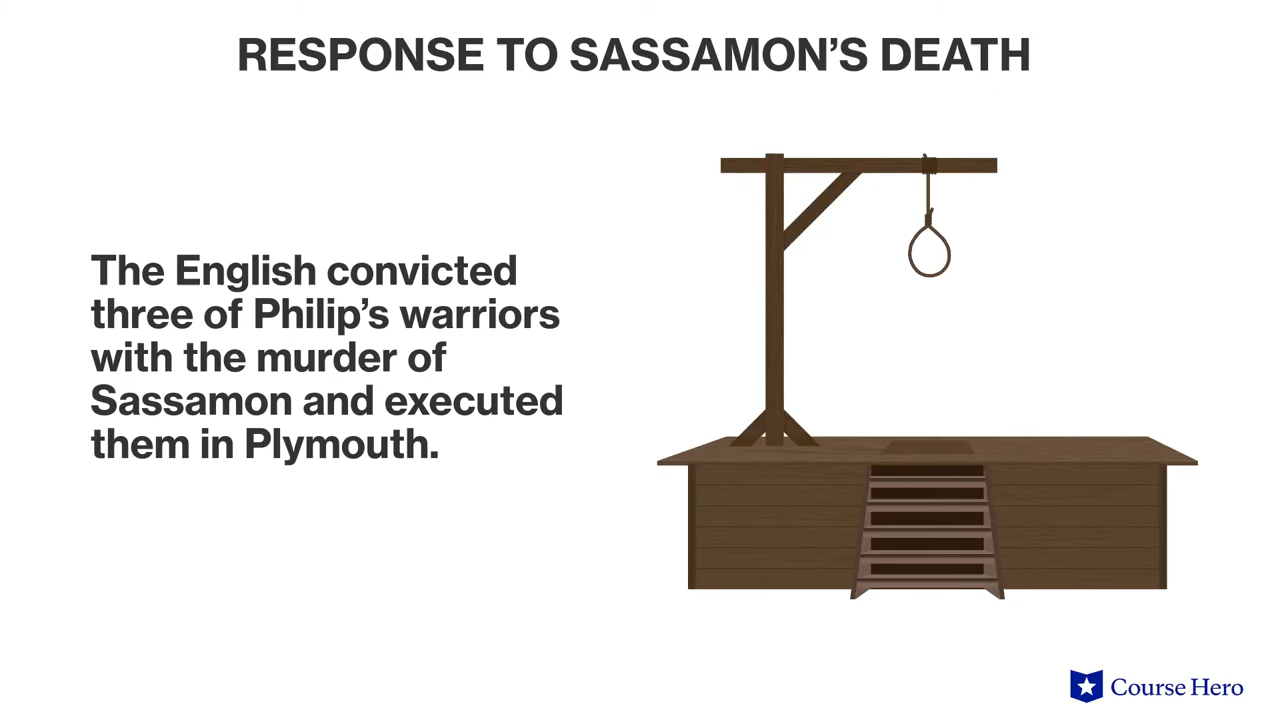 RESPONSE TO SASSAMON’S DEATH
The English convicted
three of Philip’s warriors
with the murder of
Sassamon and executed
them in Plymouth.
Course Hero